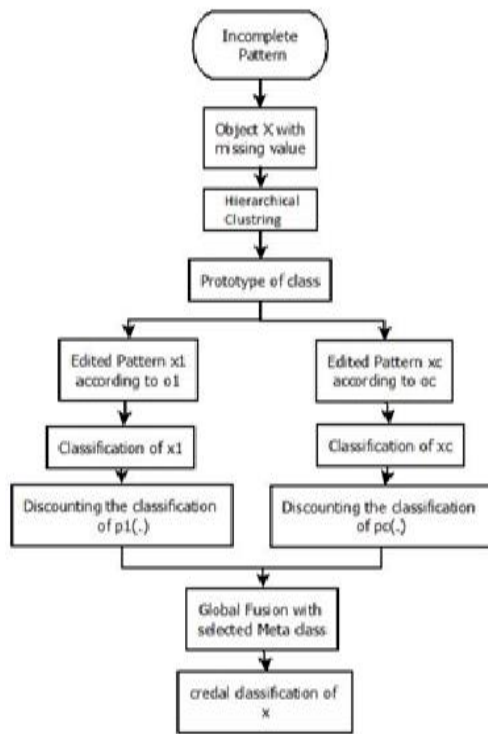 Incomplete
Pattern
Object X with
missing value
Hierarchical
Clustring
Prototype of class
Edited Pattern x1
according to o1
Edited Pattern xc
according to oc
Classification of x1
Classification of xc
Discounting the classification
of p1(.)
Discounting the classification
of pc(.)
Global Fusion with
selected Meta class
credal classification of
x